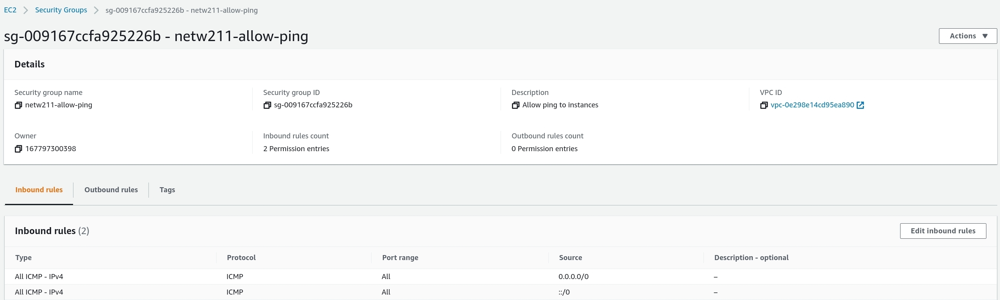 EC2 > Security Groups > sg-009167ccfa925226b - netw211-allow-ping
sg-009167ccfa925226b - netw211-allow-ping
Actions
Details
Security group name
netw211-allow-ping
Security group ID
sg-009167ccfa925226b
Description
Allow ping to instances
VPC ID
vpc-0e298e14cd95ea890
Owner
167797300398
Inbound rules count
2 Permission entries
Outbound rules count
0 Permission entries
Inbound rules Outbound rules Tags
Inbound rules (2)
Edit inbound rules
Type Protocol Port range Source Description - optional
All ICMP - IPv4 ICMP All 0.0.0.0/0 –
All ICMP - IPv4 ICMP All ::/0 –